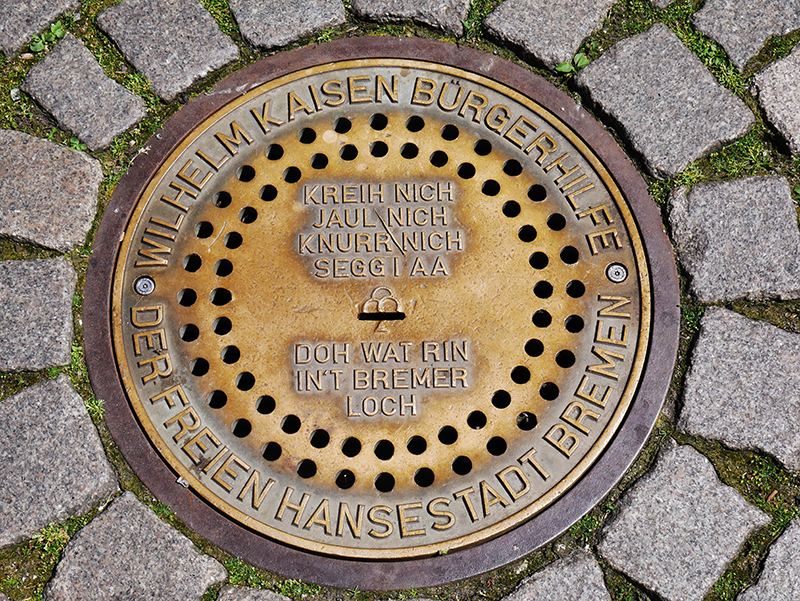 WILHELM KAISEN BÜRGERHILFE
KREIH NICH
JAUL NICH
KNURR NICH
SEGG I AA
DOH WAT RIN
IN'T BREMER
LOCH
DER FREIEN HANSESTADT BREMEN